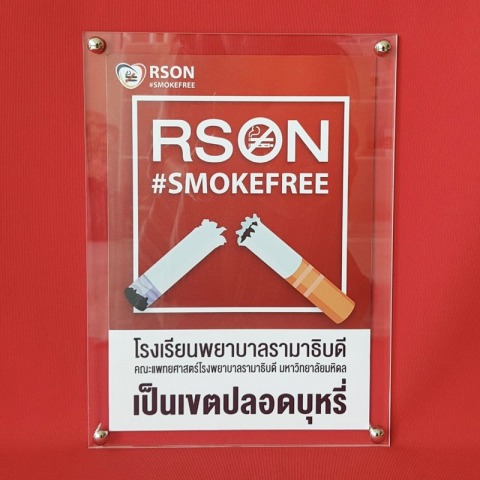 RSON
#SMOKEFREE
RSON
#SMOKEFREE
โรงเรียนพยาบาลรามาธิบดี
คณะแพทยศาสตร์โรงพยาบาลรามาธิบดี มหาวิทยาลัยมหิดล
เป็นเขตปลอดบุหรี่